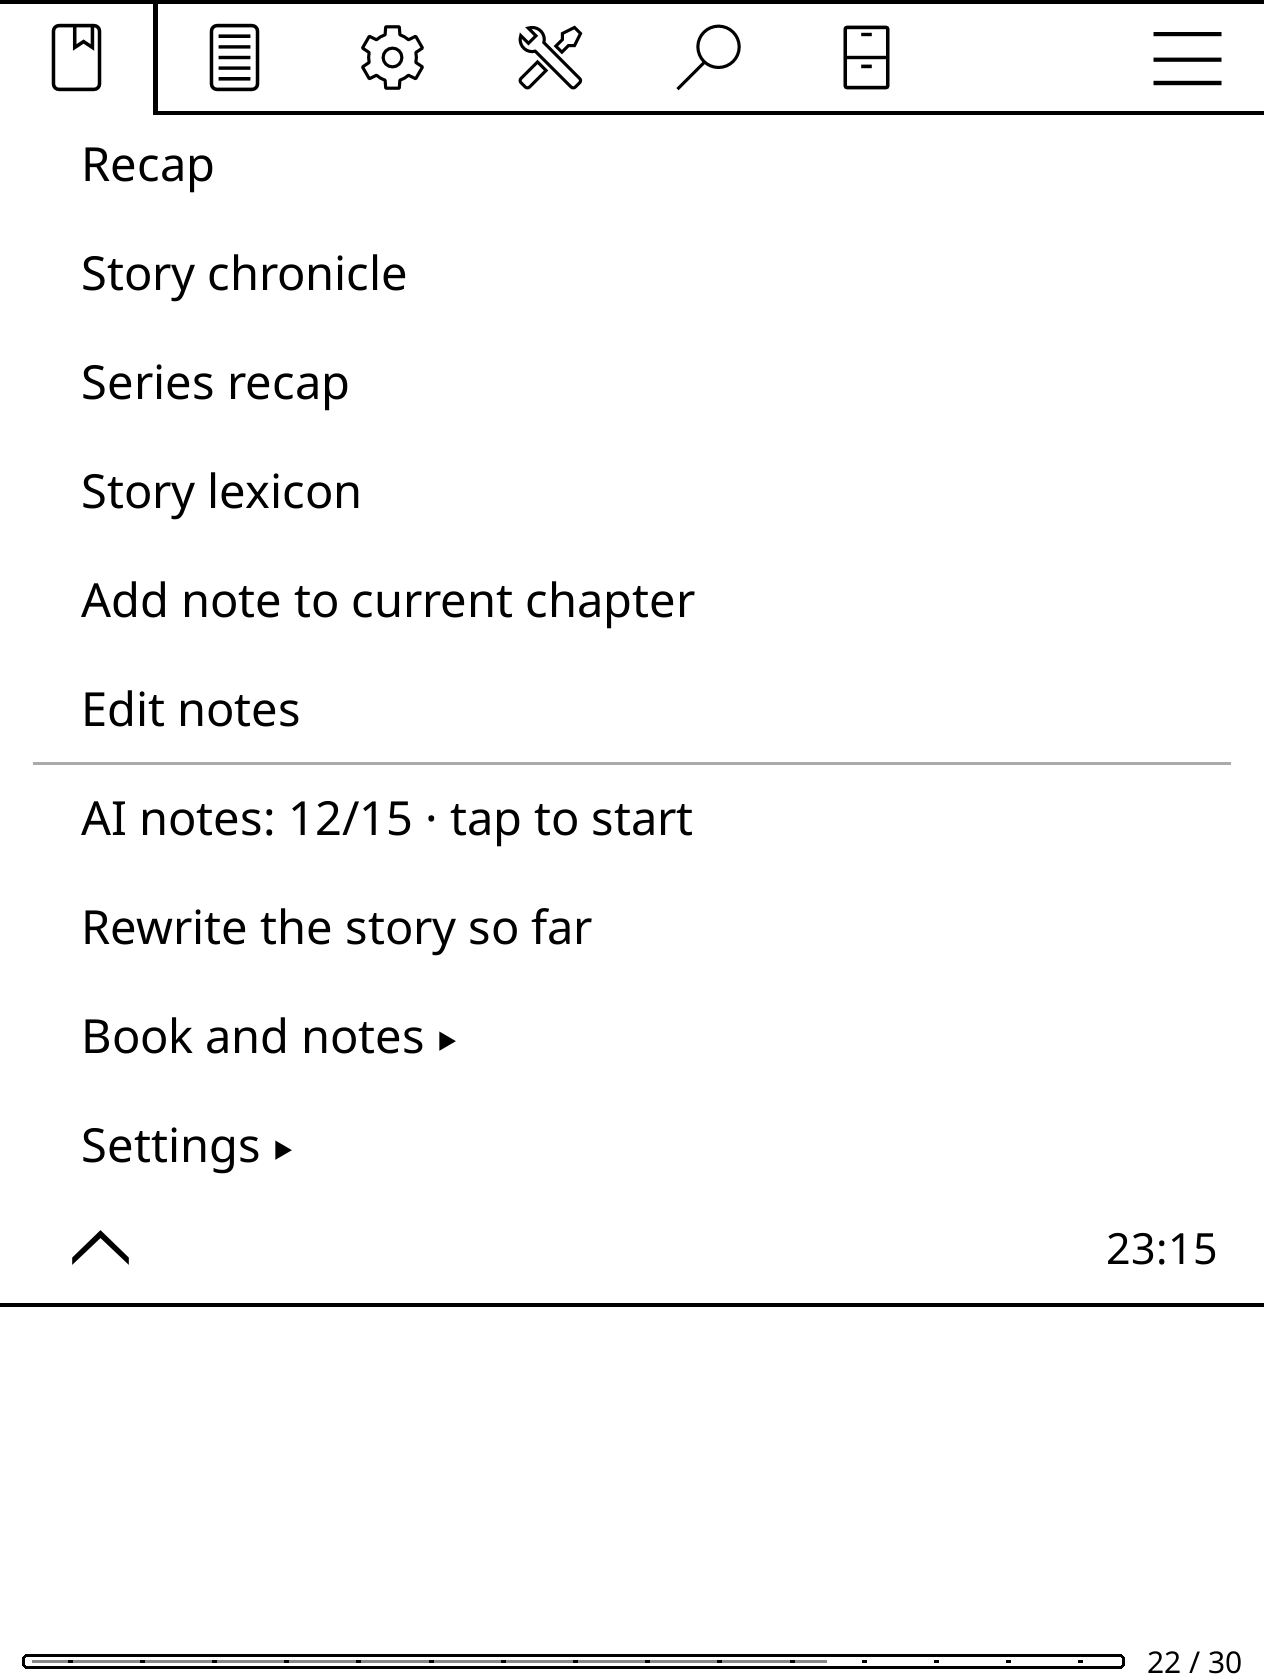 Recap
Story chronicle
Series recap
Story lexicon
Add note to current chapter
Edit notes
AI notes: 12/15 · tap to start
Rewrite the story so far
Book and notes ▸
Settings ▸
23:15
22 / 30